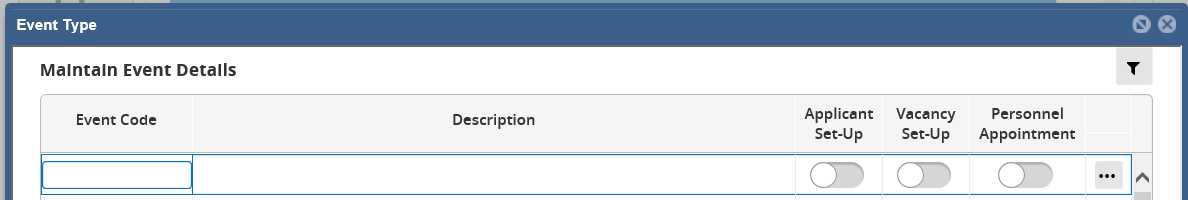 Event Type
Maintain Event Details
Event Code
Description
Applicant
Set-Up
Vacancy
Set-Up
Personnel
Appointment